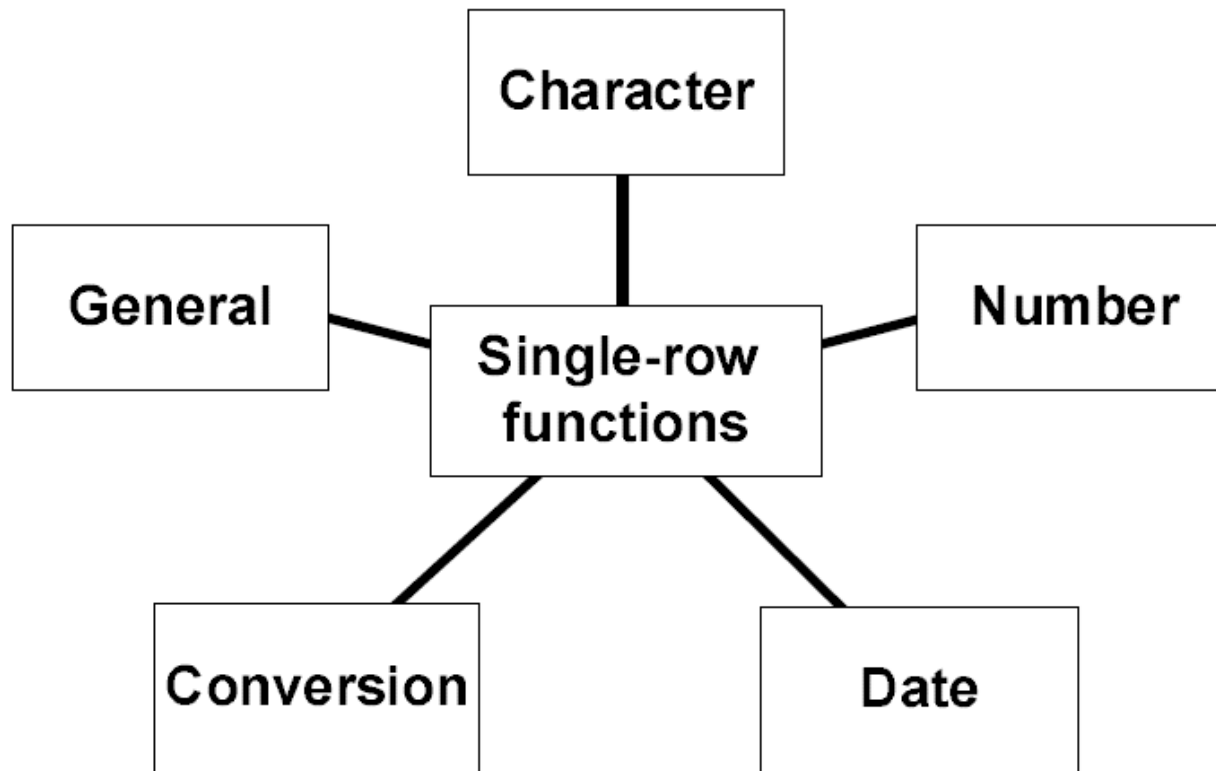 Character
General
Number
Single-row
functions
Conversion
Date